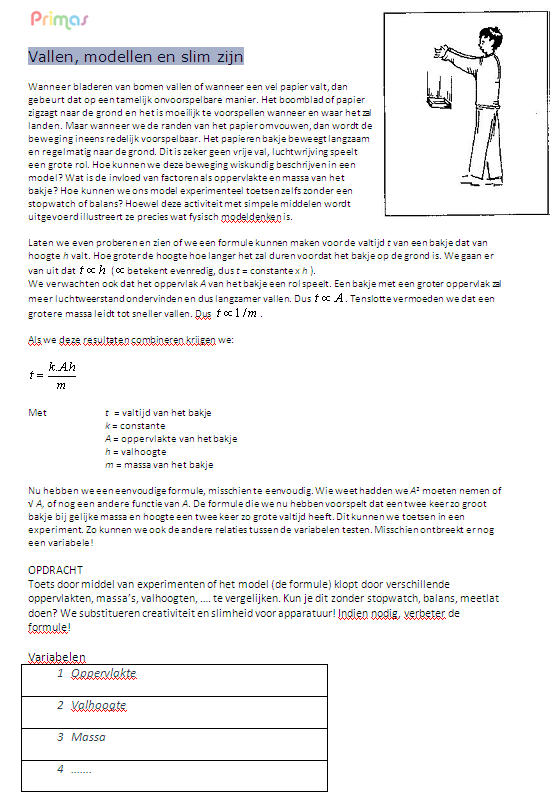 Primas
Vallen, modellen en slim zijn
Wanneer bladeren van bomen vallen of wanneer een vel papier valt, dan
gebeurt dat op een tamelijk onvoorspelbare manier. Het boomblad of papier
zigzagt naar de grond en het is moeilijk te voorspellen wanneer en waar het zal
landen. Maar wanneer we de randen van het papier omvouwen, dan wordt de
beweging ineens redelijk voorspelbaar. Het papieren bakje beweegt langzaam
en regelmatig naar de grond. Dit is zeker geen vrije val, luchtwrijving speelt
een grote rol. Hoe kunnen we deze beweging wiskundig beschrijven in een
model? Wat is de invloed van factoren als oppervlakte en massa van het
bakje? Hoe kunnen we ons model experimenteel toetsen zelfs zonder een
stopwatch of balans? Hoewel deze activiteit met simpele middelen wordt
uitgevoerd illustreert ze precies wat fysisch modeldenken is.
Laten we even proberen en zien of we een formule kunnen maken voor de valtijd t van een bakje dat van
hoogte h valt. Hoe groter de hoogte hoe langer het zal duren voordat het bakje op de grond is. We gaan er
van uit dat t ∝ h ( ∝ betekent evenredig, dus t = constante x h ).
We verwachten ook dat het oppervlak A van het bakje een rol speelt. Een bakje met een groter oppervlak zal
meer luchtweerstand ondervinden en dus langzamer vallen. Dus t ∝ A . Tenslotte vermoeden we dat een
grotere massa leidt tot sneller vallen. Dus t ∝ 1/m .
Als we deze resultaten combineren krijgen we:
t = k.Ah / m
Met t = valtijd van het bakje
k = constante
A = oppervlakte van het bakje
h = valhoogte
m = massa van het bakje
Nu hebben we een eenvoudige formule, misschien te eenvoudig. Wie weet hadden we A² moeten nemen of
√ A, of nog een andere functie van A. De formule die we nu hebben voorspelt dat een twee keer zo groot
bakje bij gelijke massa en hoogte een twee keer zo grote valtijd heeft. Dit kunnen we toetsen in een
experiment. Zo kunnen we ook de andere relaties tussen de variabelen testen. Misschien ontbreekt er nog
een variabele!
OPDRACHT
Toets door middel van experimenten of het model (de formule) klopt door verschillende
oppervlakten, massa's, valhoogten, .... te vergelijken. Kun je dit zonder stopwatch, balans, meetlat
doen? We substitueren creativiteit en slimheid voor apparatuur! Indien nodig, verbeter de
formule!
Variabelen
1 Oppervlakte
2 Valhoogte
3 Massa
4 .......